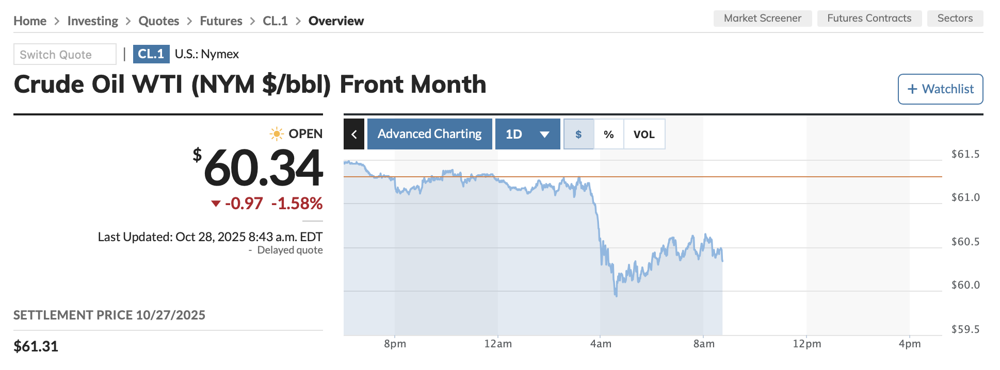 Home > Investing > Quotes > Futures > CL.1 > Overview
Market Screener Futures Contracts Sectors
Switch Quote | CL.1 U.S.: Nymex
Crude Oil WTI (NYM $/bbl) Front Month
+ Watchlist
OPEN
$60.34
-0.97 -1.58%
Last Updated: Oct 28, 2025 8:43 a.m. EDT
- Delayed quote
SETTLEMENT PRICE 10/27/2025
$61.31
Advanced Charting 1D $ % VOL
$61.5
$61.0
$60.5
$60.0
$59.5
8pm 12am 4am 8am 12pm 4pm